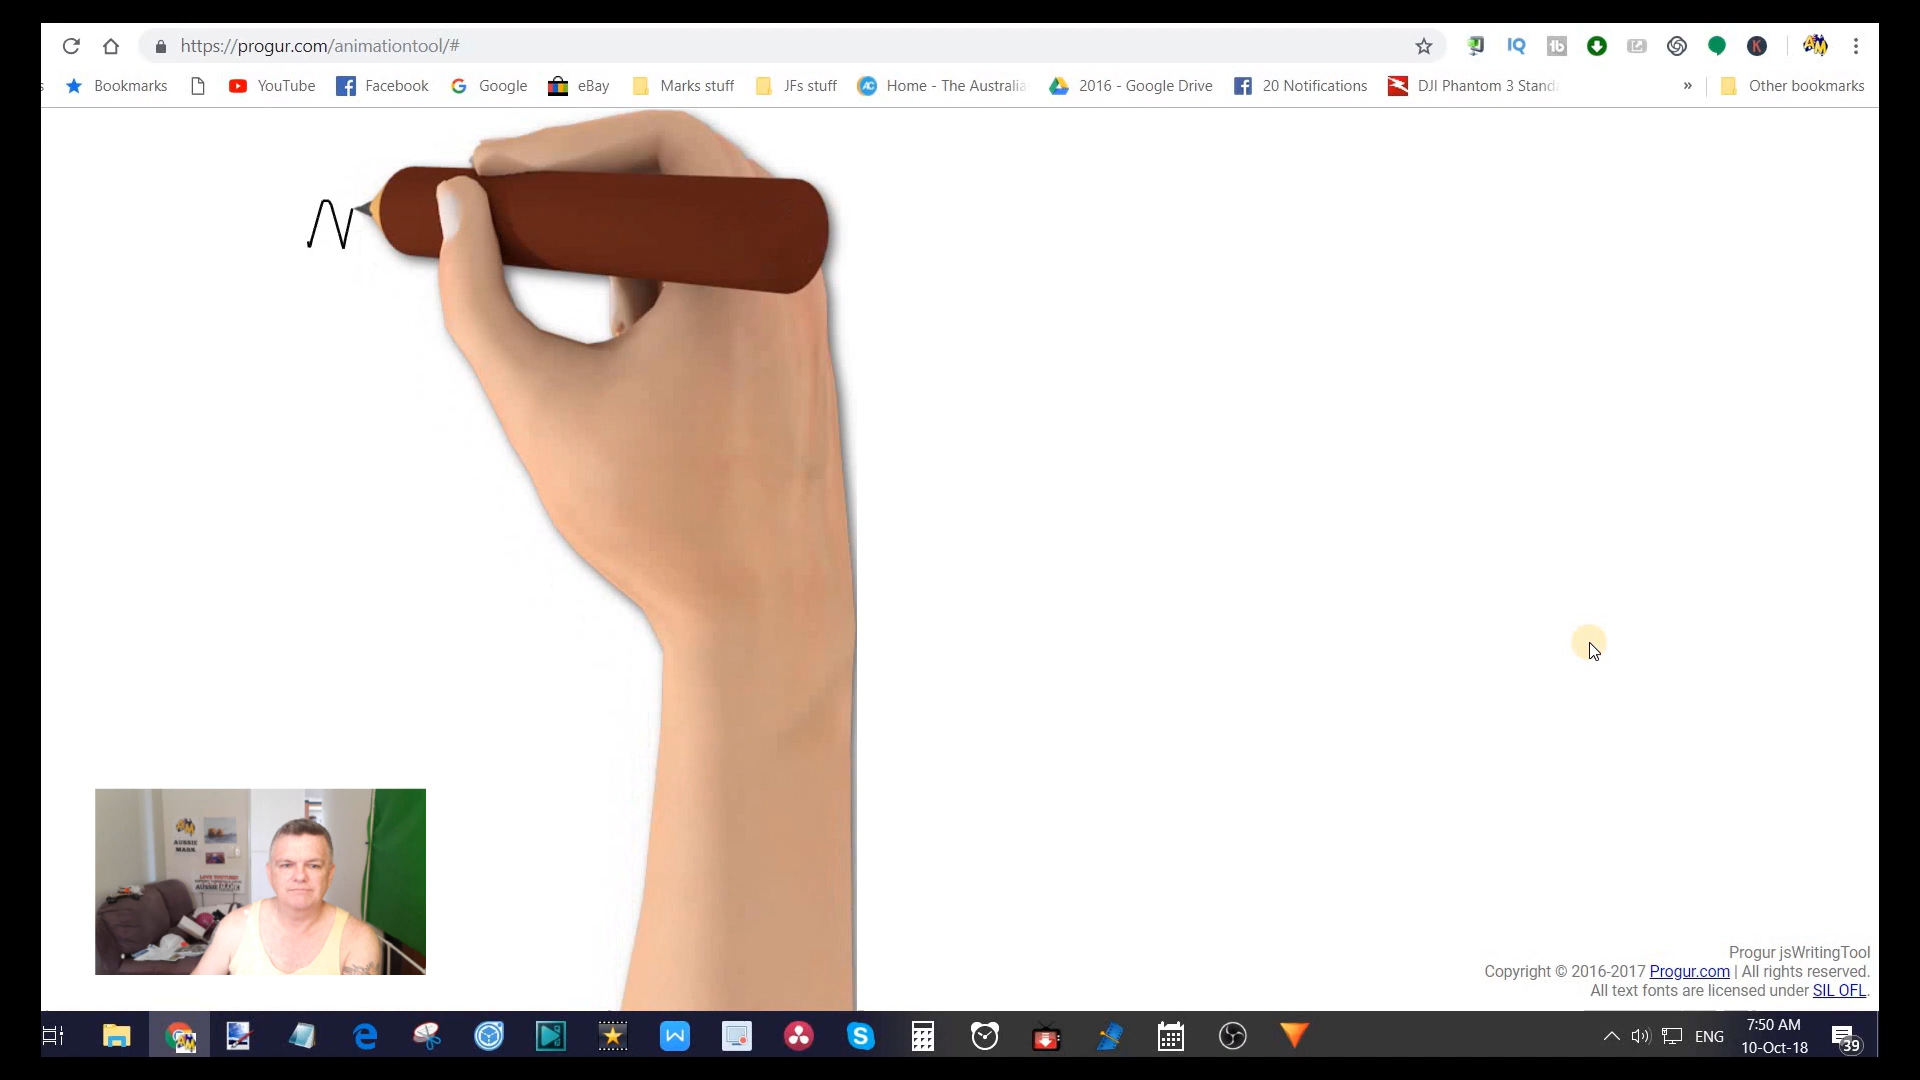 https://progur.com/animationtool/#
Bookmarks YouTube Facebook Google eBay Marks stuff JFs stuff Home - The Australia 2016 - Google Drive 20 Notifications DJI Phantom 3 Stand » Other bookmarks
AUSSIE
MARK
Progur jsWritingTool
Copyright © 2016-2017 Progur.com | All rights reserved.
All text fonts are licensed under SIL OFL.
ENG
7:50 AM
10-Oct-18
39